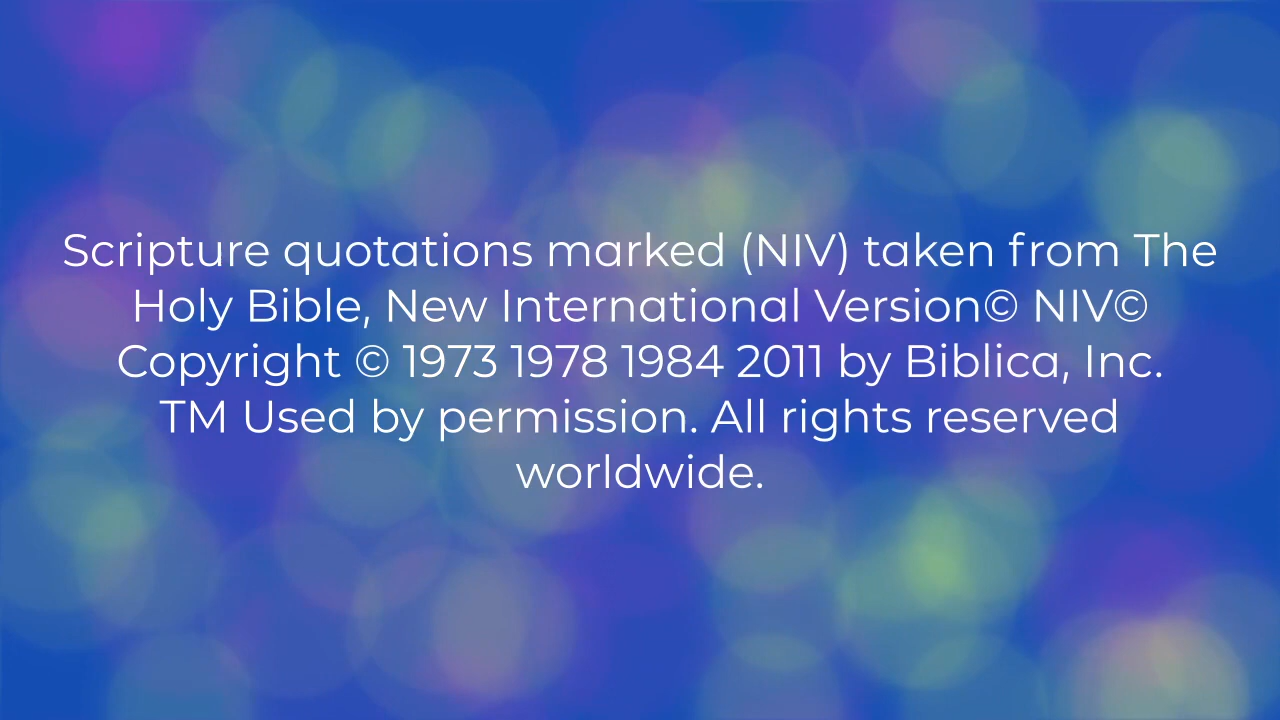 Scripture quotations marked (NIV) taken from The
Holy Bible, New International Version© NIV©
Copyright © 1973 1978 1984 2011 by Biblica, Inc.
TM Used by permission. All rights reserved
worldwide.